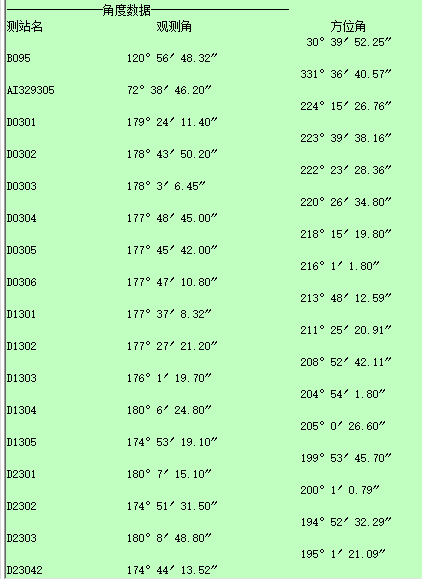 角度数据
测站名 观测角 方位角
30° 39′ 52.25″
B095 120° 56′ 48.32″
331° 36′ 40.57″
AI329305 72° 38′ 46.20″
224° 15′ 26.76″
D0301 179° 24′ 11.40″
223° 39′ 38.16″
D0302 178° 43′ 50.20″
222° 23′ 28.36″
D0303 178° 3′ 6.45″
220° 26′ 34.80″
D0304 177° 48′ 45.00″
218° 15′ 19.80″
D0305 177° 45′ 42.00″
216° 1′ 1.80″
D0306 177° 47′ 10.80″
213° 48′ 12.59″
D1301 177° 37′ 8.32″
211° 25′ 20.91″
D1302 177° 27′ 21.20″
208° 52′ 42.11″
D1303 176° 1′ 19.70″
204° 54′ 1.80″
D1304 180° 6′ 24.80″
205° 0′ 26.60″
D1305 174° 53′ 19.10″
199° 53′ 45.70″
D2301 180° 7′ 15.10″
200° 1′ 0.79″
D2302 174° 51′ 31.50″
194° 52′ 32.29″
D2303 180° 8′ 48.80″
195° 1′ 21.09″
D23042 174° 44′ 13.52″